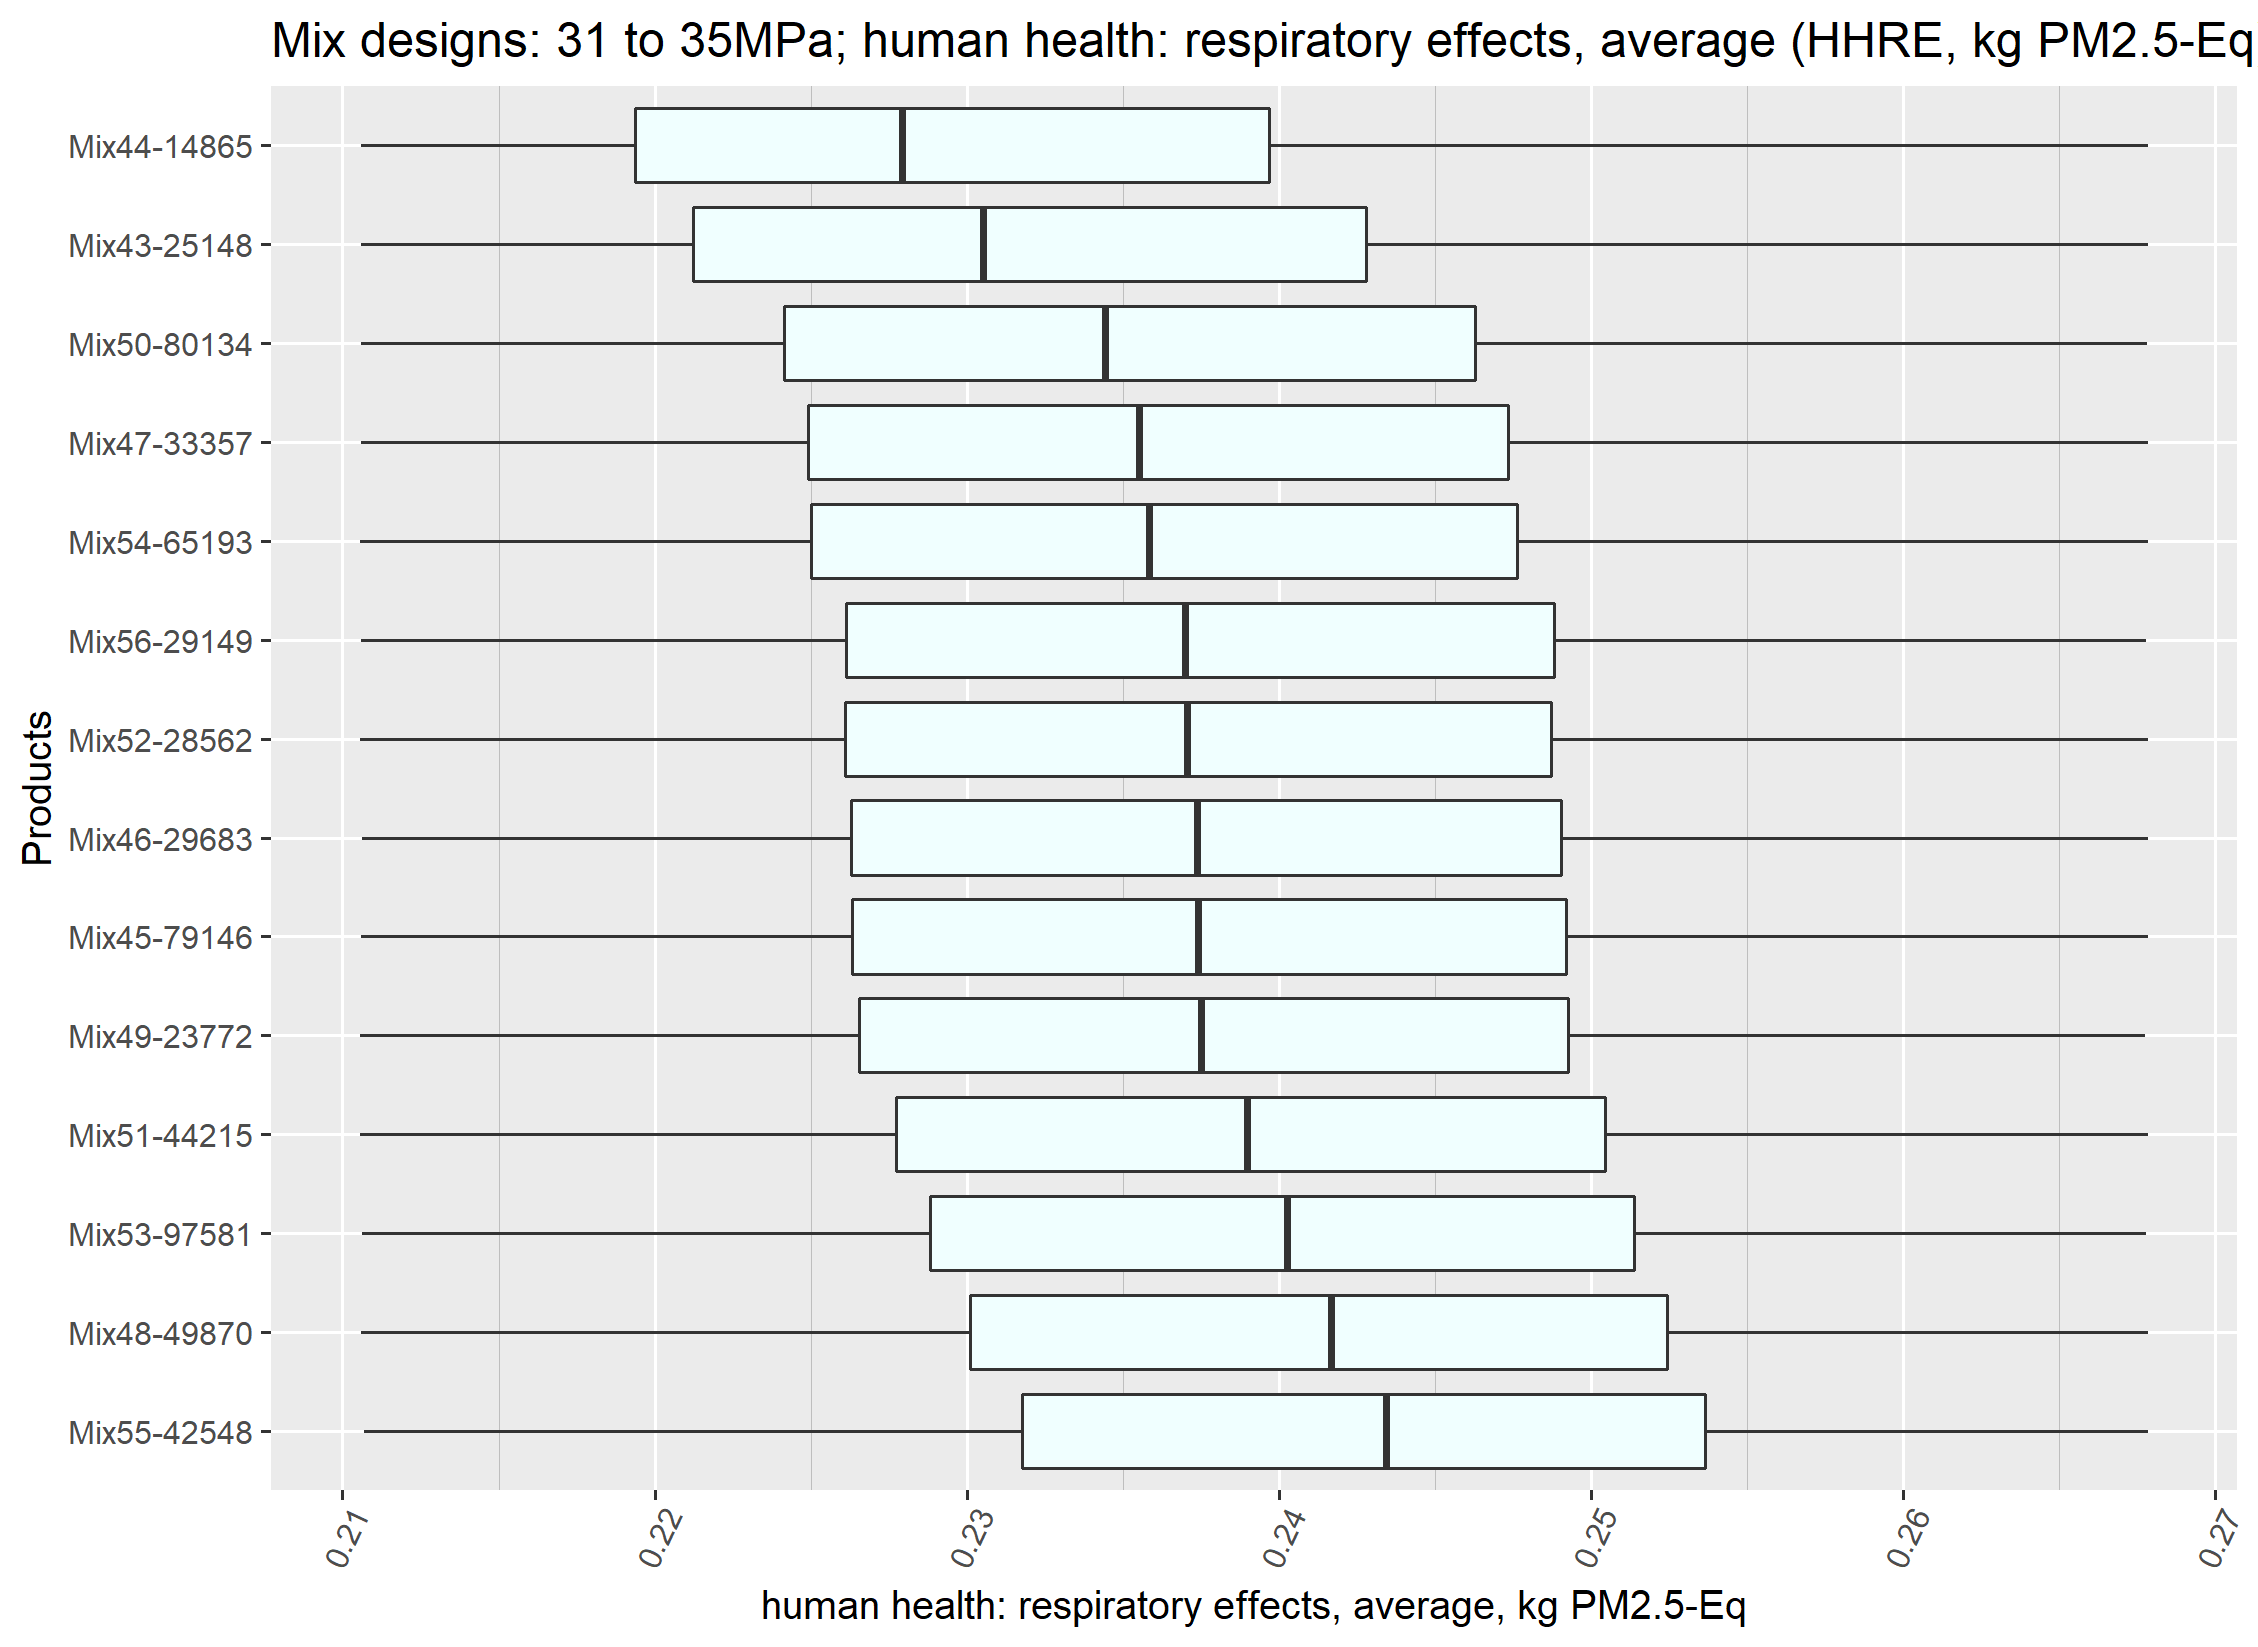 Mix designs: 31 to 35MPa; human health: respiratory effects, average (HHRE, kg PM2.5-Eq
Products
Mix44-14865
Mix43-25148
Mix50-80134
Mix47-33357
Mix54-65193
Mix56-29149
Mix52-28562
Mix46-29683
Mix45-79146
Mix49-23772
Mix51-44215
Mix53-97581
Mix48-49870
Mix55-42548
0.21
0.22
0.23
0.24
0.25
0.26
0.27
human health: respiratory effects, average, kg PM2.5-Eq